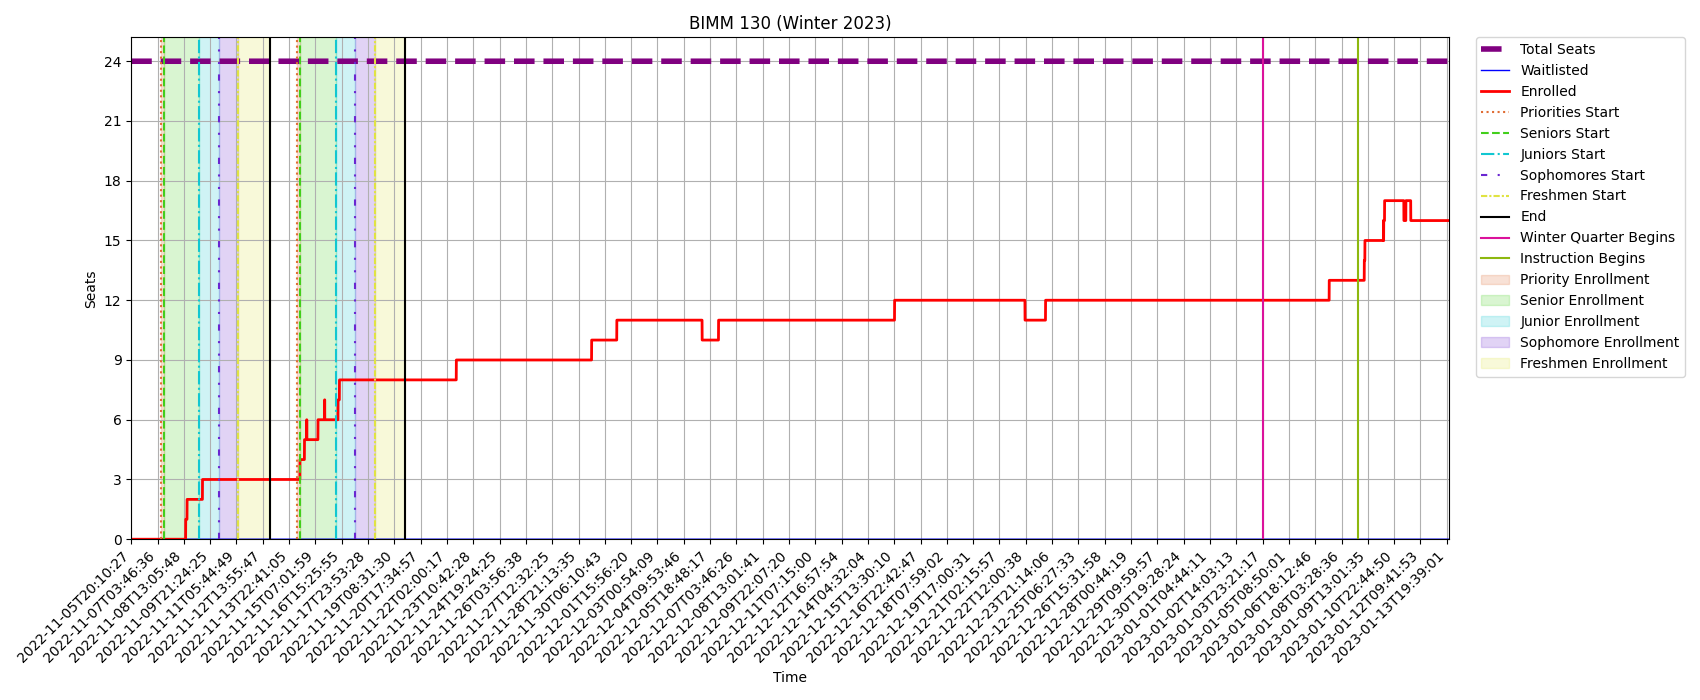 BIMM 130 (Winter 2023)
Seats
24
21
18
15
12
9
6
3
0
2022-11-05T20:10:27
2022-11-07T03:46:36
2022-11-08T13:05:48
2022-11-09T21:24:25
2022-11-11T05:44:49
2022-11-12T13:55:47
2022-11-13T22:41:05
2022-11-15T07:01:59
2022-11-16T15:25:55
2022-11-17T23:53:28
2022-11-19T08:31:30
2022-11-20T17:34:57
2022-11-22T02:00:17
2022-11-23T10:42:28
2022-11-24T19:24:25
2022-11-26T03:56:38
2022-11-27T12:32:25
2022-11-28T21:13:35
2022-11-30T06:10:43
2022-12-01T15:56:20
2022-12-03T00:54:09
2022-12-04T09:53:46
2022-12-05T18:48:17
2022-12-07T03:46:26
2022-12-08T13:01:41
2022-12-09T22:07:20
2022-12-11T07:15:00
2022-12-12T16:57:54
2022-12-14T04:32:04
2022-12-15T13:30:10
2022-12-16T22:42:47
2022-12-18T07:59:02
2022-12-19T17:00:31
2022-12-21T02:15:57
2022-12-22T12:00:38
2022-12-23T21:14:06
2022-12-25T06:27:33
2022-12-26T15:31:58
2022-12-28T00:44:19
2022-12-29T09:59:57
2022-12-30T19:28:24
2023-01-01T04:44:11
2023-01-02T14:03:13
2023-01-03T23:21:17
2023-01-05T08:50:01
2023-01-06T18:12:46
2023-01-08T03:28:36
2023-01-09T13:01:35
2023-01-10T22:44:50
2023-01-12T09:41:53
2023-01-13T19:39:01
Time
Total Seats
Waitlisted
Enrolled
Priorities Start
Seniors Start
Juniors Start
Sophomores Start
Freshmen Start
End
Winter Quarter Begins
Instruction Begins
Priority Enrollment
Senior Enrollment
Junior Enrollment
Sophomore Enrollment
Freshmen Enrollment